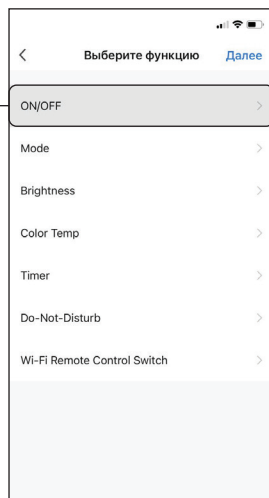 Выберите функцию
Далее
ON/OFF
Mode
Brightness
Color Temp
Timer
Do-Not-Disturb
Wi-Fi Remote Control Switch